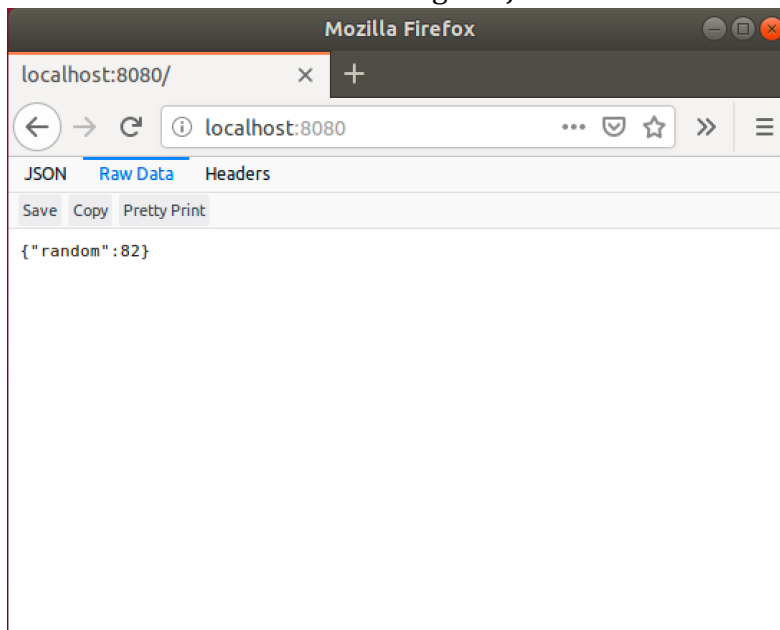 Mozilla Firefox
localhost:8080/
localhost:8080
JSON Raw Data Headers
Save Copy Pretty Print
{"random":82}